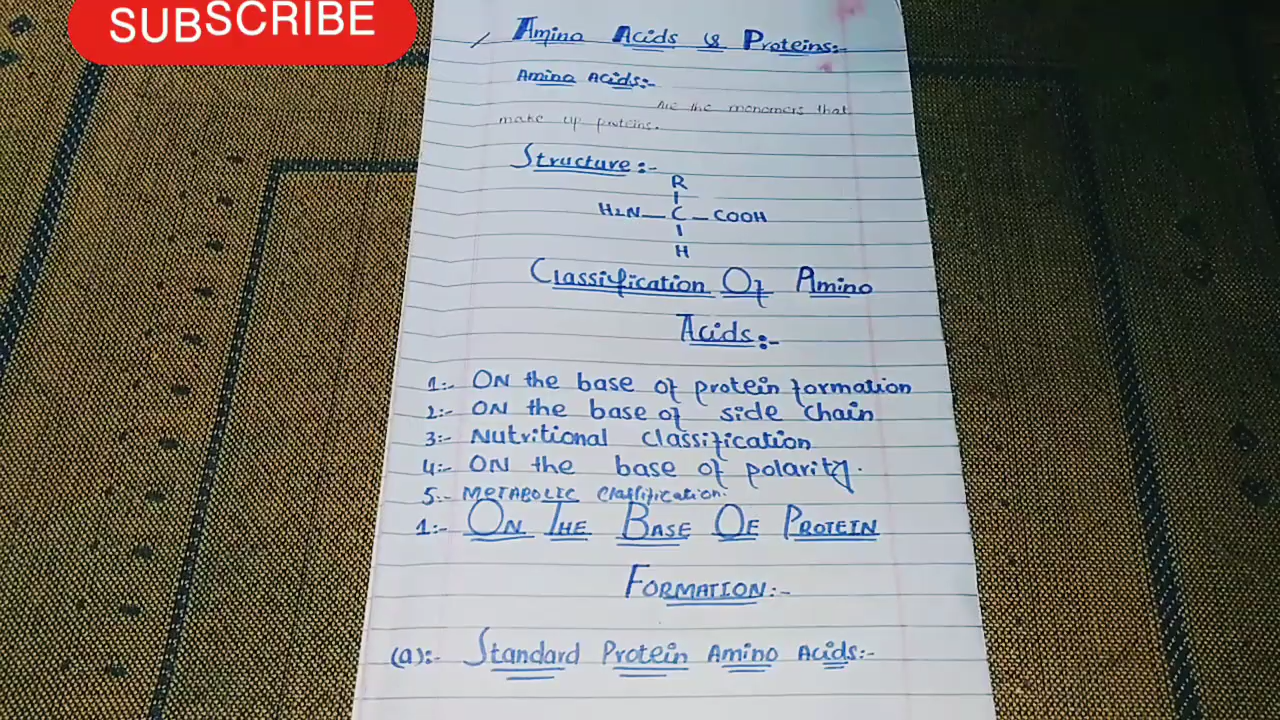 SUBSCRIBE
Amino Acids & Proteins:-
Amino Acids:-
Are the monomers that
make up proteins.
Structure:-
R
H₂N—C—COOH
H
Classification Of Amino
Acids:-
1:- ON the base of protein formation
2:- ON the base of side chain
3:- Nutritional classification
4:- ON the base of polarity.
5:- METABOLIC classification.
1:- ON THE BASE OF PROTEIN
FORMATION:-
(a):- Standard Protein Amino Acids:-